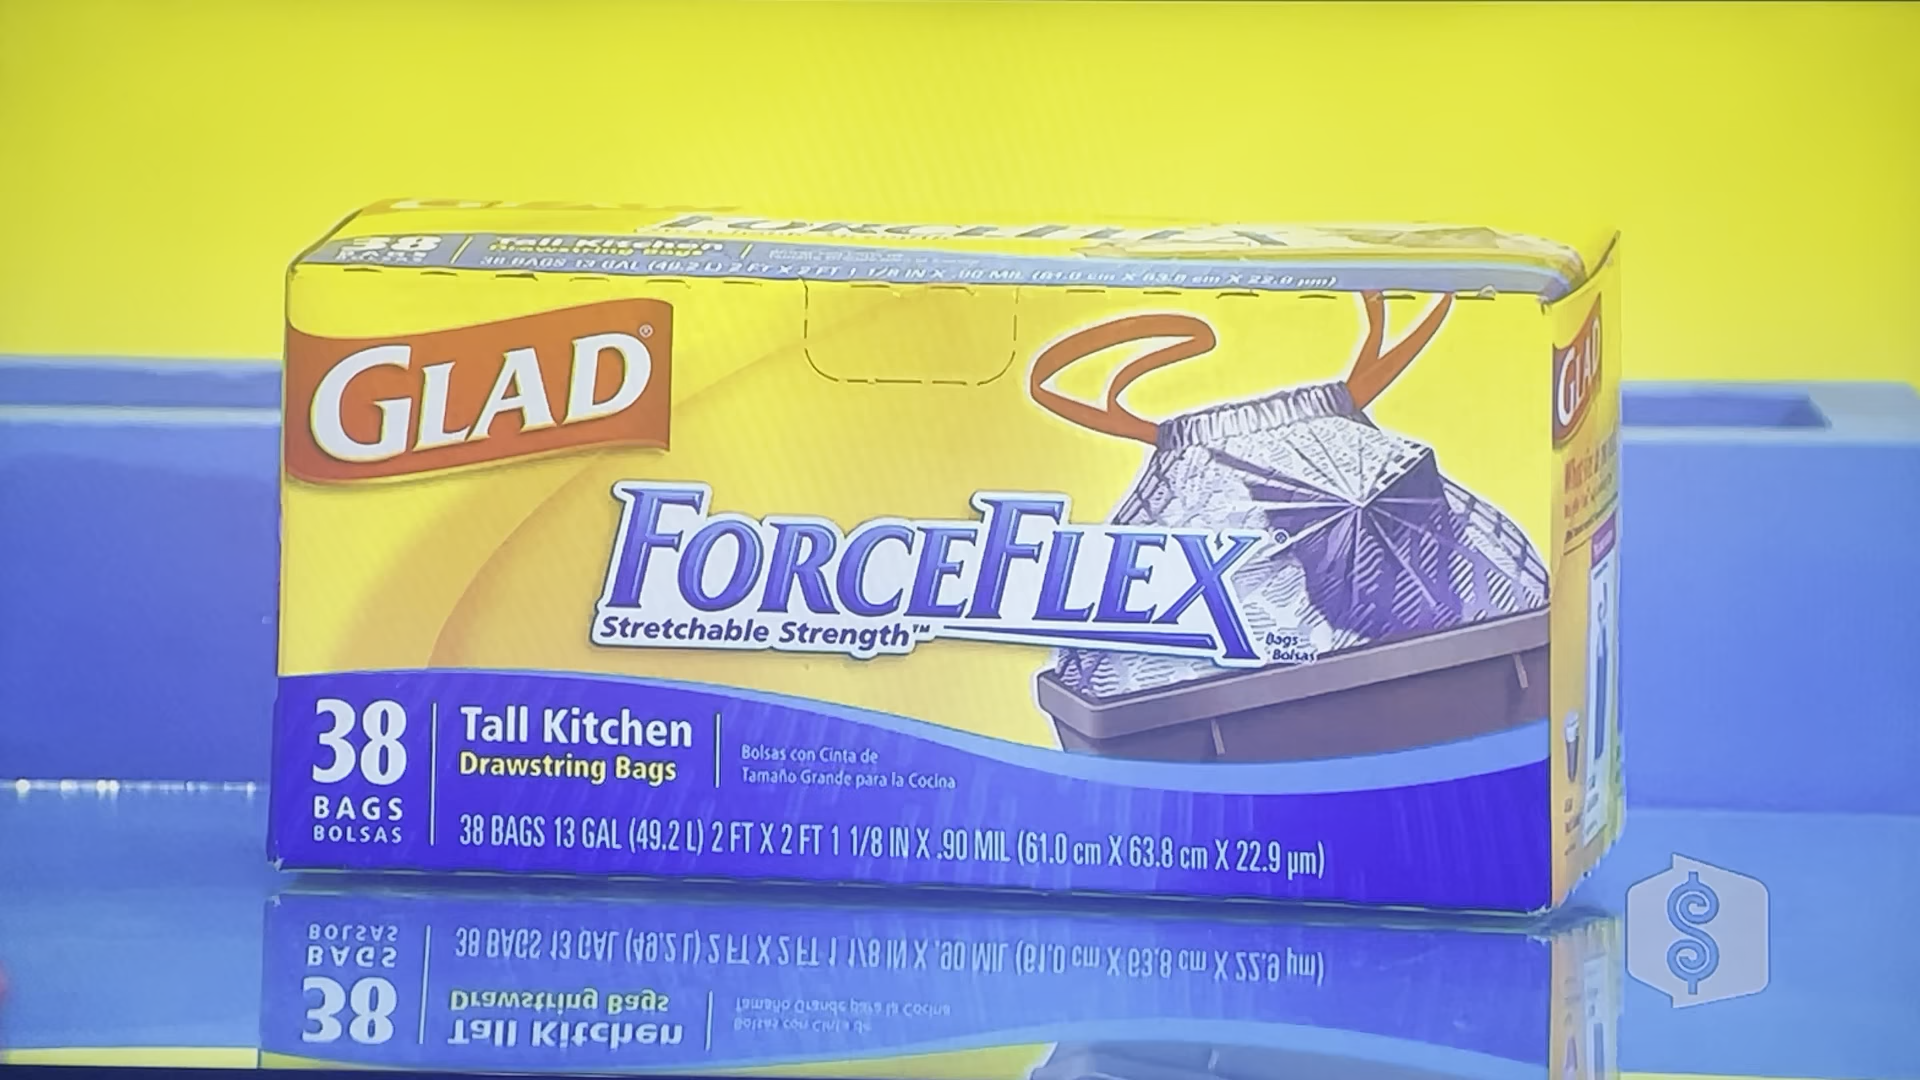 38
BAGS
BOLSAS
Tall Kitchen
Drawstring Bags
FORCEFLEX
38 BAGS 13 GAL (49.2 L) 2 FT X 2 FT 1 1/8 IN X .90 MIL (61.0 cm X 63.8 cm X 22.9 µm)
GLAD®
FORCEFLEX®
Stretchable Strength™
Bags
Bolsas
38
BAGS
BOLSAS
Tall Kitchen
Drawstring Bags
Bolsas con Cinta de
Tamaño Grande para la Cocina
38 BAGS 13 GAL (49.2 L) 2 FT X 2 FT 1 1/8 IN X .90 MIL (61.0 cm X 63.8 cm X 22.9 µm)
GLAD